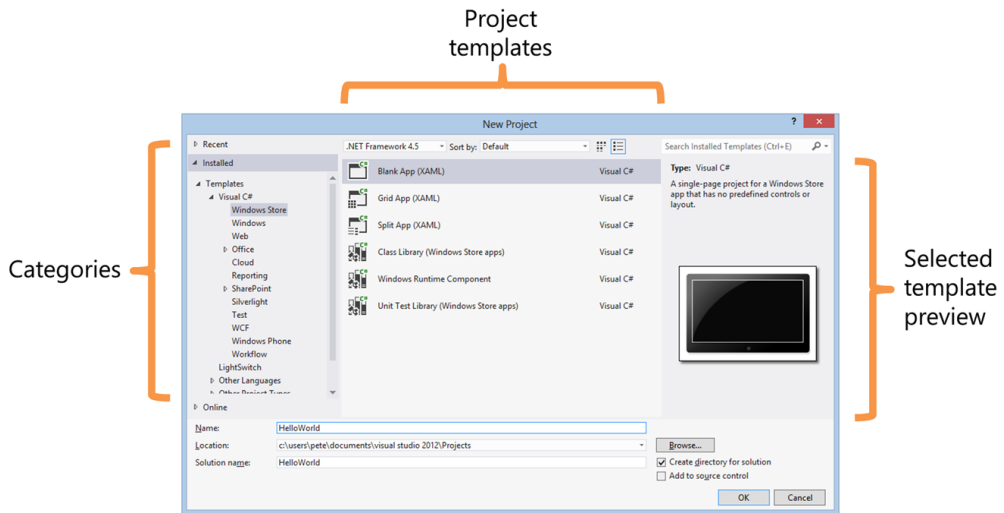 Project
templates
New Project
?
Recent
.NET Framework 4.5
Sort by:
Default
Search Installed Templates (Ctrl+E)
Installed
Templates
Visual C#
Windows Store
Windows
Web
Office
Cloud
Reporting
SharePoint
Silverlight
Test
WCF
Windows Phone
Workflow
LightSwitch
Other Languages
Other Project Types
Online
Blank App (XAML)
Visual C#
Grid App (XAML)
Visual C#
Split App (XAML)
Visual C#
Class Library (Windows Store apps)
Visual C#
Windows Runtime Component
Visual C#
Unit Test Library (Windows Store apps)
Visual C#
Type: Visual C#
A single-page project for a Windows Store
app that has no predefined controls or
layout.
Categories
Selected
template
preview
Name:
HelloWorld
Location:
c:\users\pete\documents\visual studio 2012\Projects
Browse...
Solution name:
HelloWorld
Create directory for solution
Add to source control
OK
Cancel